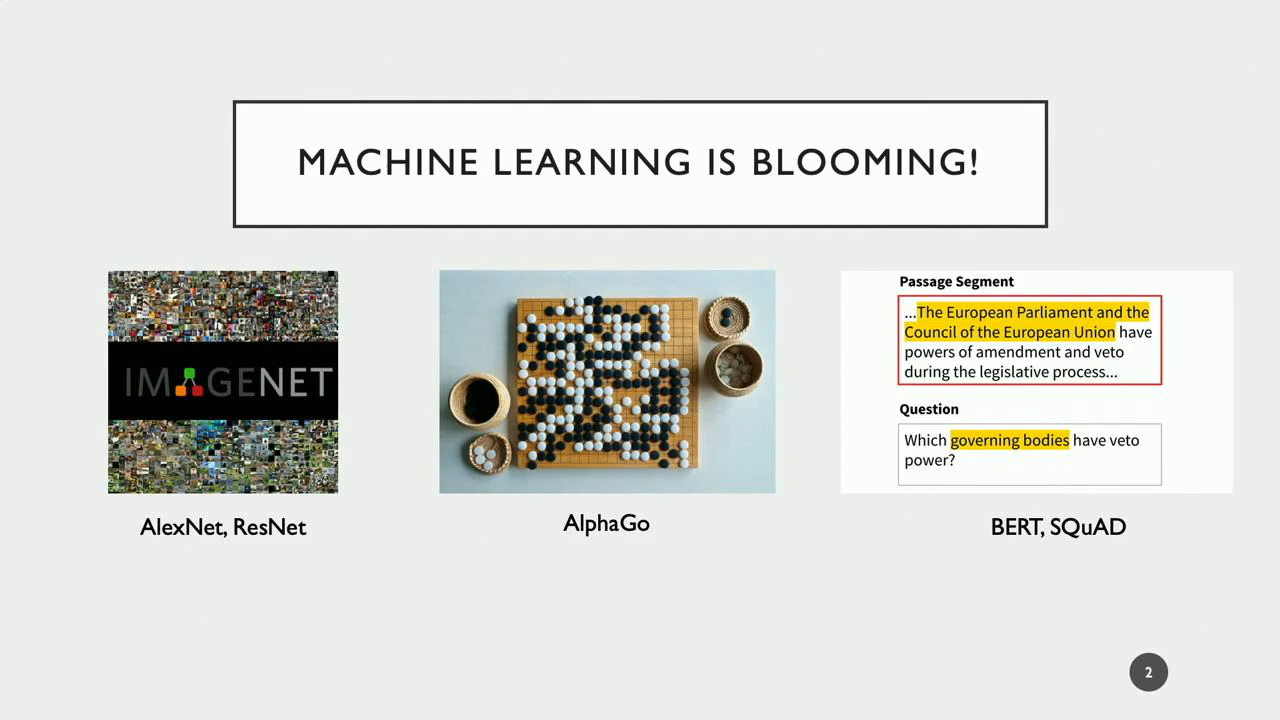 MACHINE LEARNING IS BLOOMING!
IMAGENET
AlexNet, ResNet
AlphaGo
Passage Segment
...The European Parliament and the
Council of the European Union have
powers of amendment and veto
during the legislative process...
Question
Which governing bodies have veto
power?
BERT, SQuAD
2